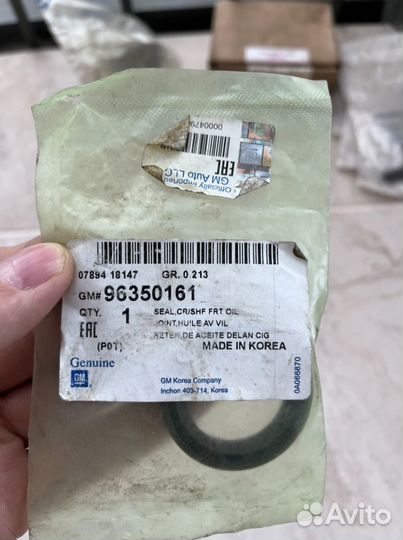 0000479
EAC
Officially Imported
GM Auto LLC
07894 18147 GR. 0.213
GM# 96350161
QTY. 1 SEAL,CR/SHF FRT OIL
JOINT,HUILE AV VIL
EAC RETEN,DE ACEITE DELAN CIG
(P0T) MADE IN KOREA
Genuine
GM
GM Korea Company
Inchon 403-714, Korea
0A066870
Avito